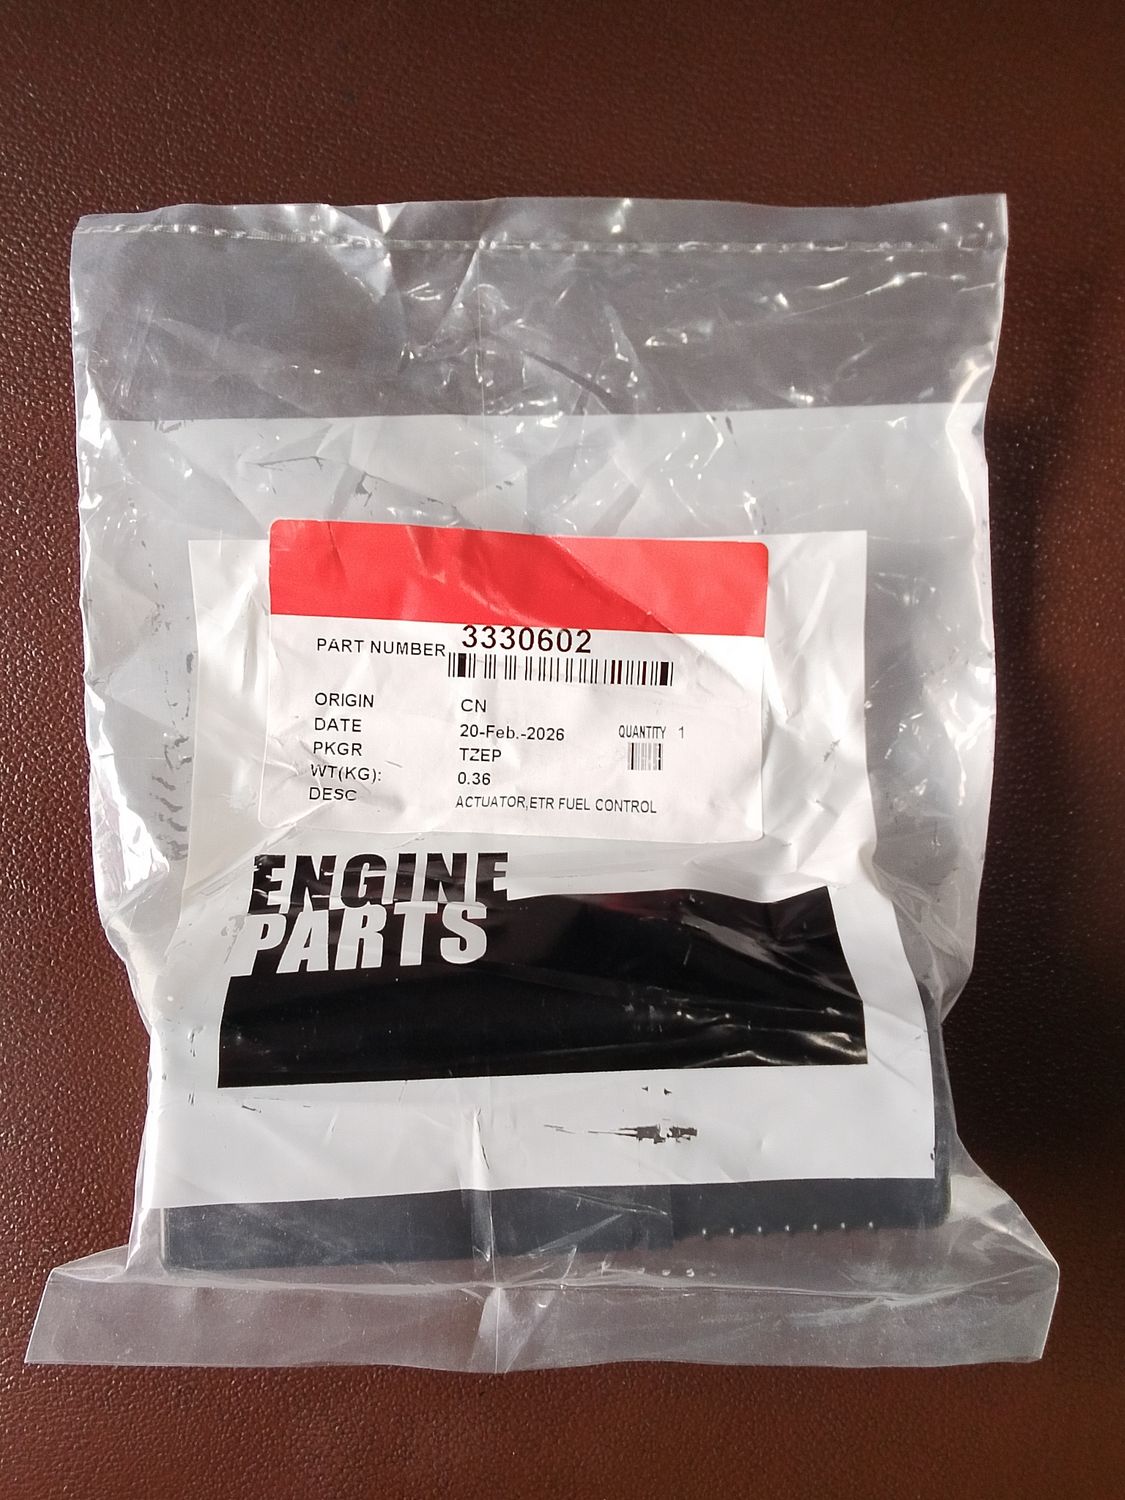 PART NUMBER 3330602
ORIGIN CN
DATE 20-Feb.-2026 QUANTITY 1
PKGR TZEP
WT(KG): 0.36
DESC ACTUATOR,ETR FUEL CONTROL
ENGINE
PARTS